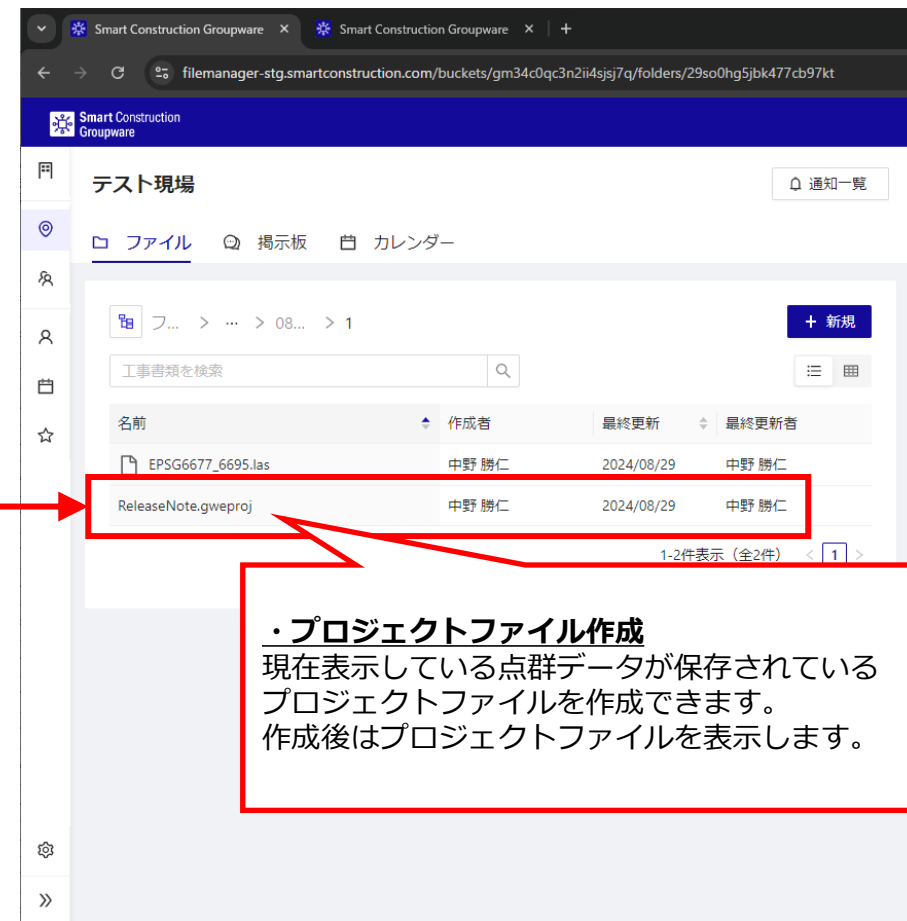 Smart Construction Groupware
Smart Construction Groupware
filemanager-stg.smartconstruction.com/buckets/gm34c0qc3n2ii4sjsj7q/folders/29so0hg5jbk477cb97kt
Smart Construction
Groupware
テスト現場
通知一覧
ファイル 掲示板 カレンダー
フ... > ... > 08... > 1
+ 新規
工事書類を検索
名前 作成者 最終更新 最終更新者
EPSG6677_6695.las 中野 勝仁 2024/08/29 中野 勝仁
ReleaseNote.gweproj 中野 勝仁 2024/08/29 中野 勝仁
1-2件表示（全2件） < 1 >
・プロジェクトファイル作成
現在表示している点群データが保存されている
プロジェクトファイルを作成できます。
作成後はプロジェクトファイルを表示します。